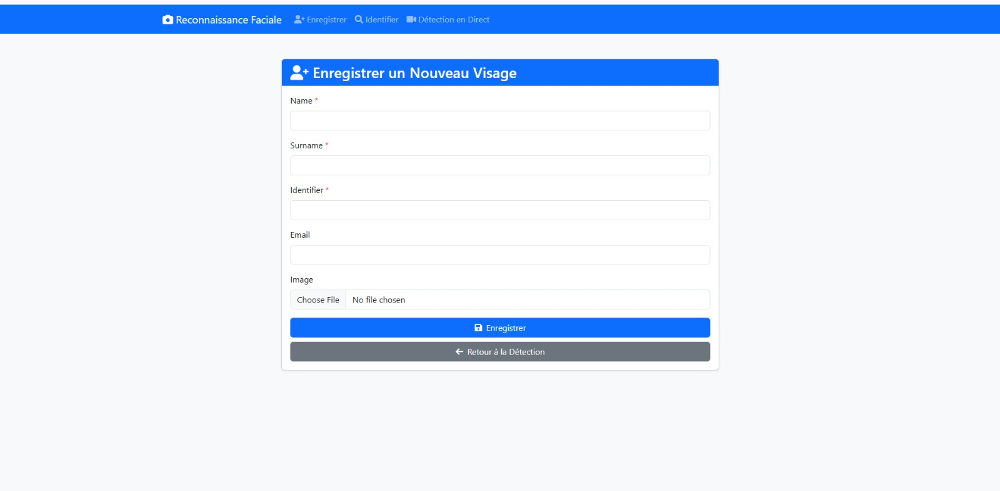 Reconnaissance Faciale Enregistrer Identifier Détection en Direct
Enregistrer un Nouveau Visage
Name *
Surname *
Identifier *
Email
Image
Choose File No file chosen
Enregistrer
Retour à la Détection